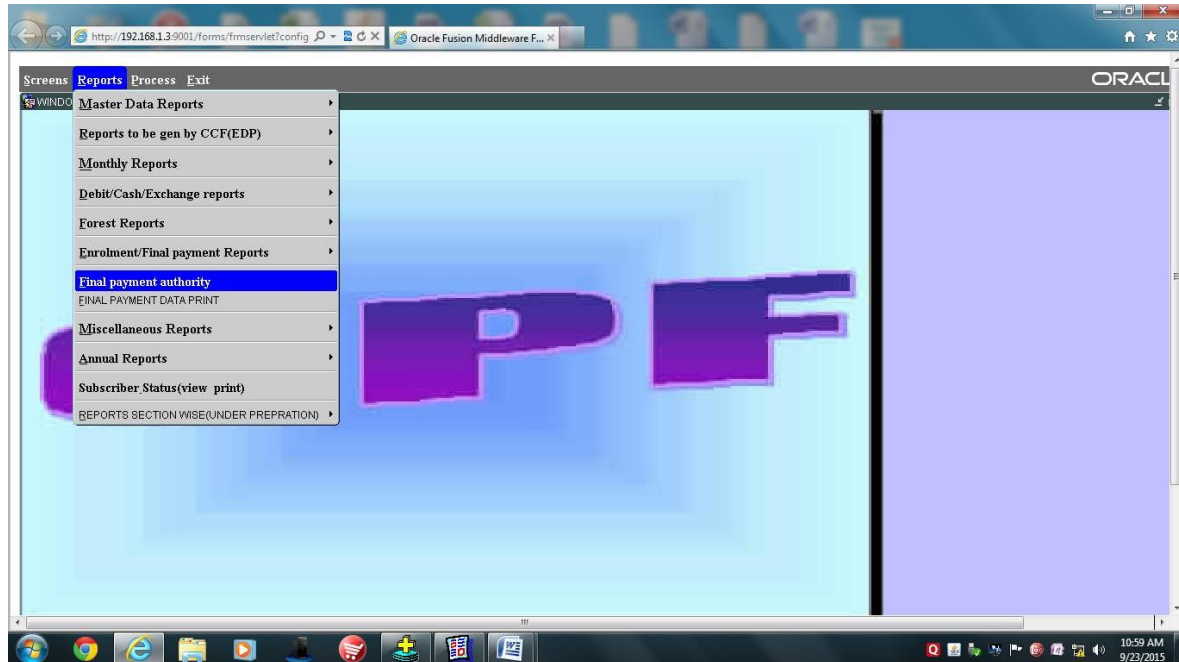 http://192.168.1.3:9001/forms/frmservlet?config
Oracle Fusion Middleware F...
Screens Reports Process Exit
ORACL
WINDO
Master Data Reports
Reports to be gen by CCF(EDP)
Monthly Reports
Debit/Cash/Exchange reports
Forest Reports
Enrolment/Final payment Reports
Final payment authority
FINAL PAYMENT DATA PRINT
Miscellaneous Reports
Annual Reports
Subscriber Status(view print)
REPORTS SECTION WISE(UNDER PREPRATION)
P F
10:59 AM
9/23/2015